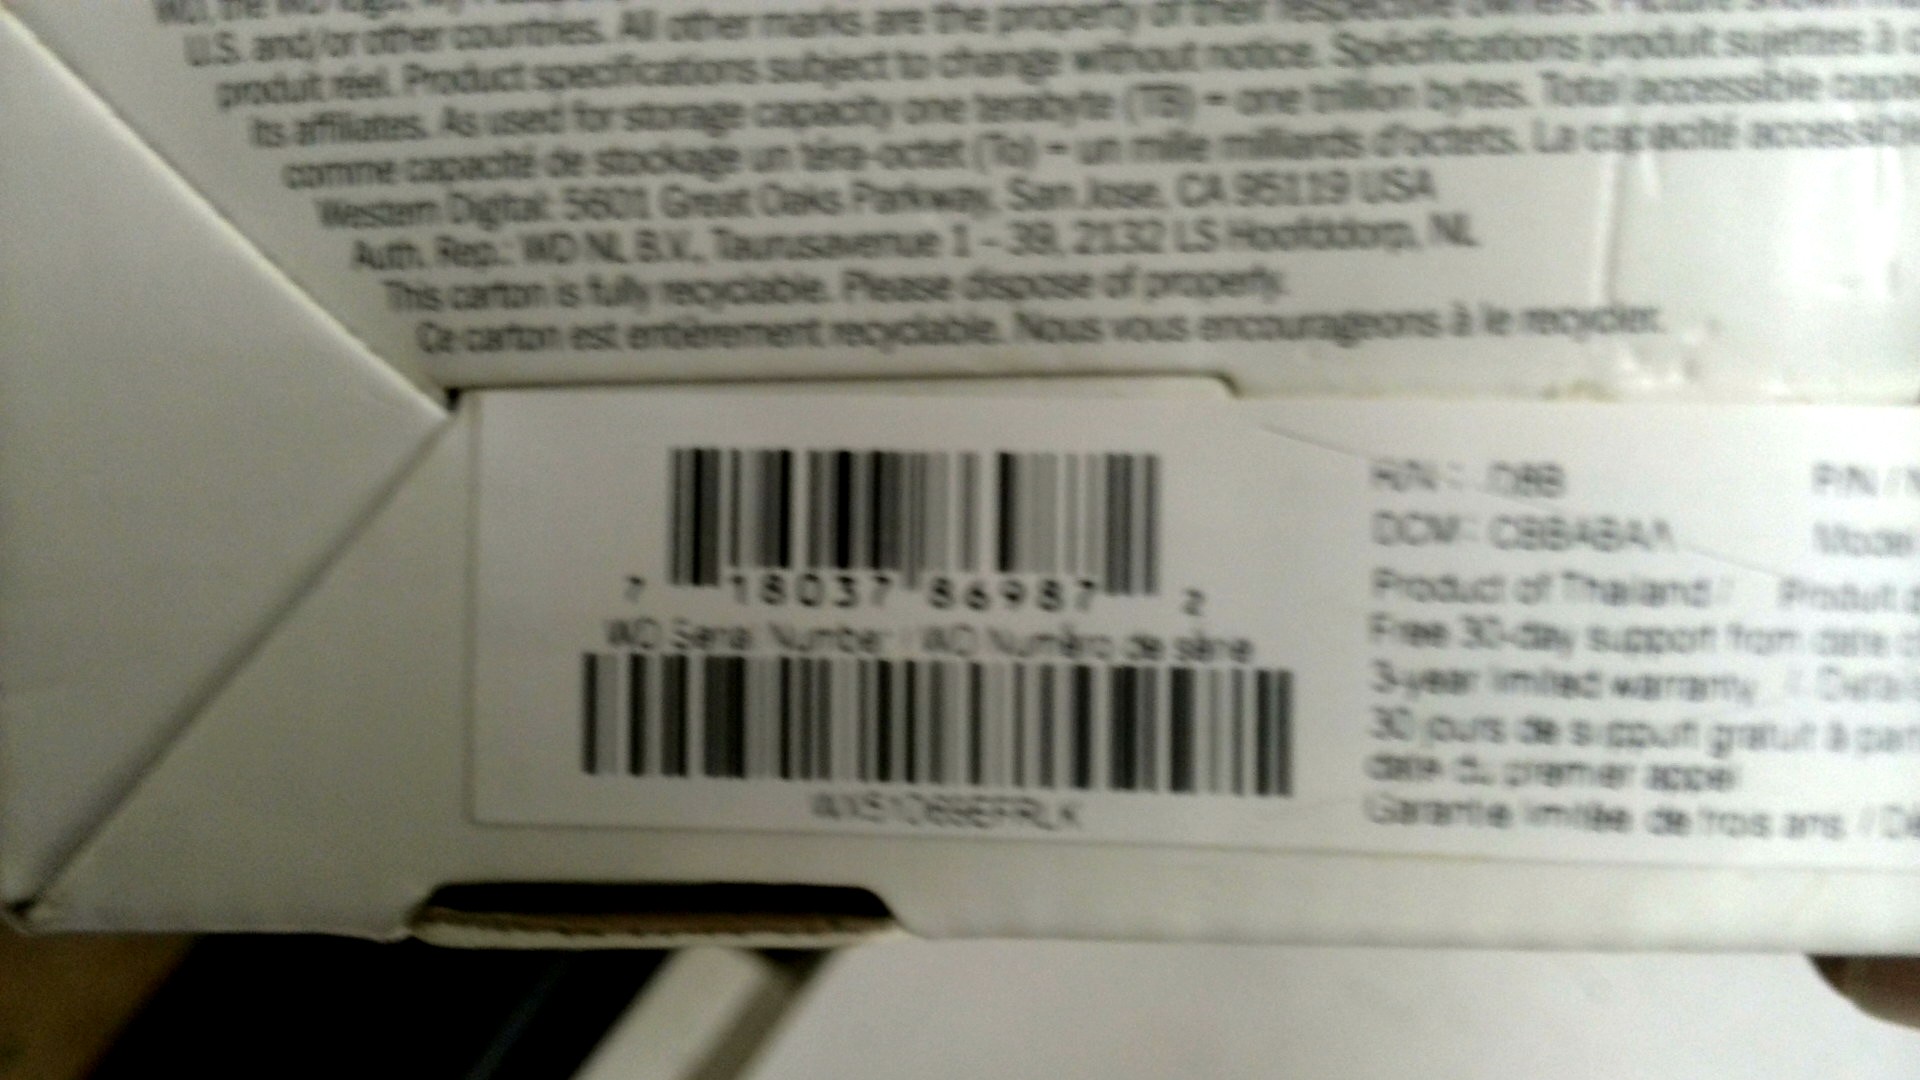 U.S. and/or other countries. All other marks are the property of their respective owners.
produit réel. Product specifications subject to change without notice. Spécifications produit sujettes à
its affiliates. As used for storage capacity one terabyte (TB) = one trillion bytes. Total accessible
comme capacité de stockage un téra-octet (To) = un mille milliards d'octets. La capacité
Western Digital: 5601 Great Oaks Parkway, San Jose, CA 95119 USA
Auth. Rep.: WD NL B.V., Taurusavenue 1 - 39, 2132 LS Hoofddorp, NL
This carton is fully recyclable. Please dispose of properly.
Ce carton est entièrement recyclable. Nous vous encourageons à le recycler.
7 18037 86987 2
WD Serial Number / WD Numéro de série
R/N :
DCM:
Product of Thailand / Produit
Free 30-day support from date
3-year limited warranty /
30 jours de support gratuit à
date du premier appel
Garantie limitée de trois ans /
P/N /
Model